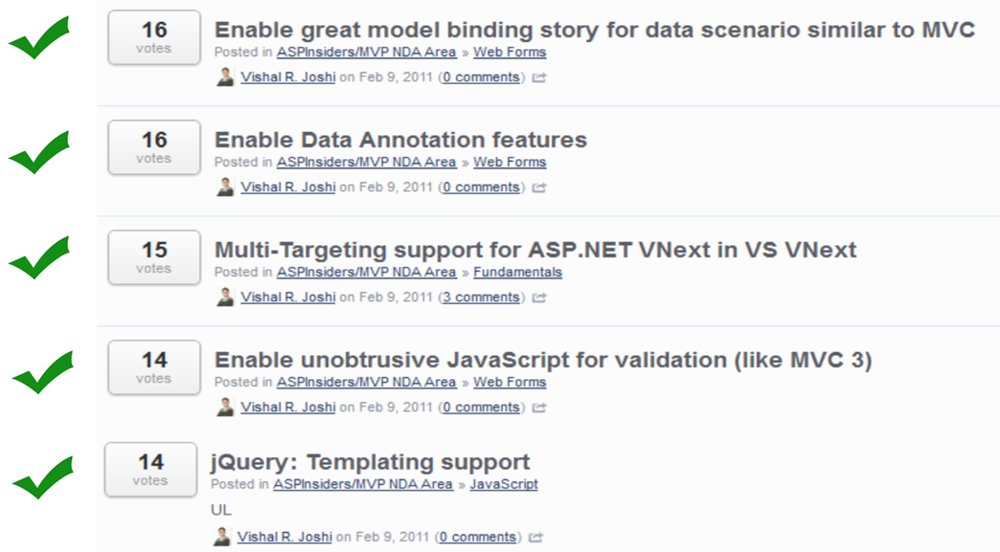 16
votes
Enable great model binding story for data scenario similar to MVC
Posted in ASPInsiders/MVP NDA Area » Web Forms
Vishal R. Joshi on Feb 9, 2011 (0 comments)
16
votes
Enable Data Annotation features
Posted in ASPInsiders/MVP NDA Area » Web Forms
Vishal R. Joshi on Feb 9, 2011 (0 comments)
15
votes
Multi-Targeting support for ASP.NET VNext in VS VNext
Posted in ASPInsiders/MVP NDA Area » Fundamentals
Vishal R. Joshi on Feb 9, 2011 (3 comments)
14
votes
Enable unobtrusive JavaScript for validation (like MVC 3)
Posted in ASPInsiders/MVP NDA Area » Web Forms
Vishal R. Joshi on Feb 9, 2011 (0 comments)
14
votes
jQuery: Templating support
Posted in ASPInsiders/MVP NDA Area » JavaScript
UL
Vishal R. Joshi on Feb 9, 2011 (0 comments)